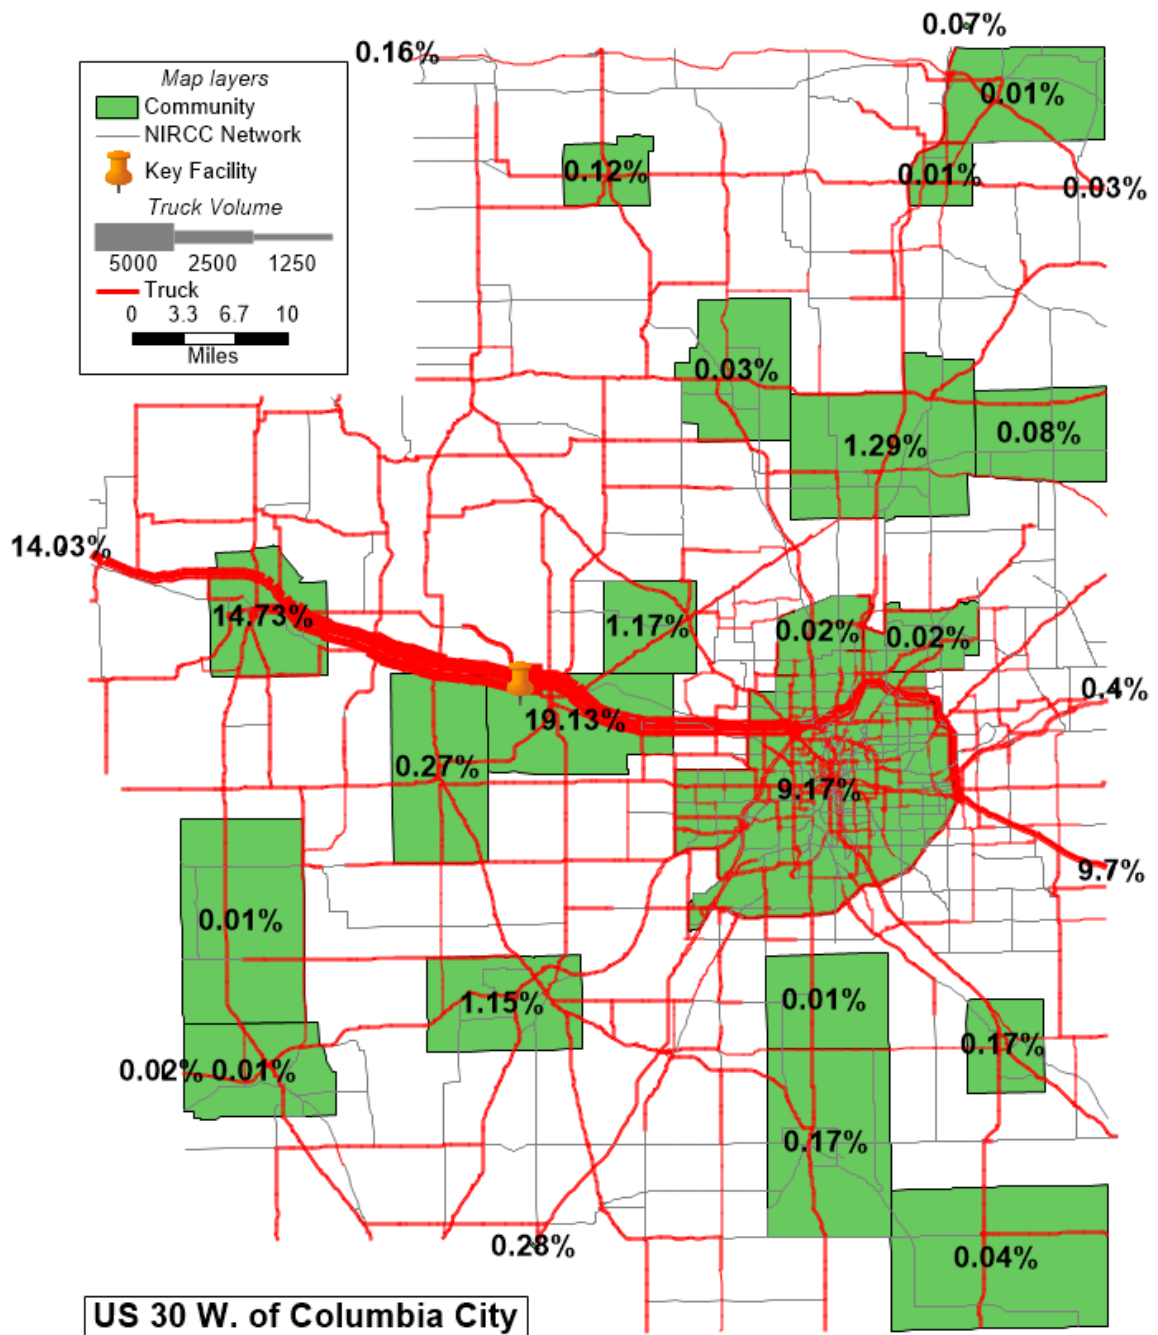 0.07%
0.16%
Map layers
Community
NIRCC Network
Key Facility
Truck Volume
5000 2500 1250
Truck
0 3.3 6.7 10
Miles
0.01%
0.12%
0.01%
0.03%
0.03%
1.29%
0.08%
14.03%
14.73%
1.17%
0.02%
0.02%
0.4%
19.13%
0.27%
9.17%
9.7%
0.01%
1.15%
0.01%
0.17%
0.02%
0.01%
0.17%
0.28%
0.04%
US 30 W. of Columbia City